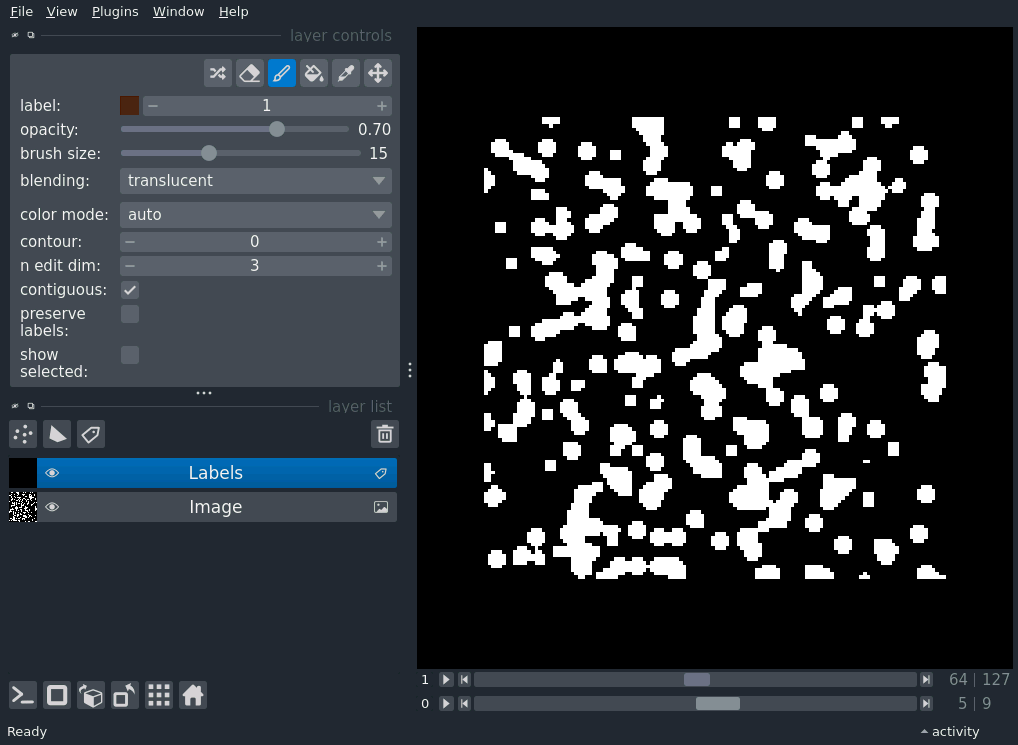 File View Plugins Window Help
layer controls
label: 1
opacity: 0.70
brush size: 15
blending: translucent
color mode: auto
contour: 0
n edit dim: 3
contiguous:
preserve
labels:
show
selected:
layer list
Labels
Image
1 64 | 127
0 5 | 9
Ready activity